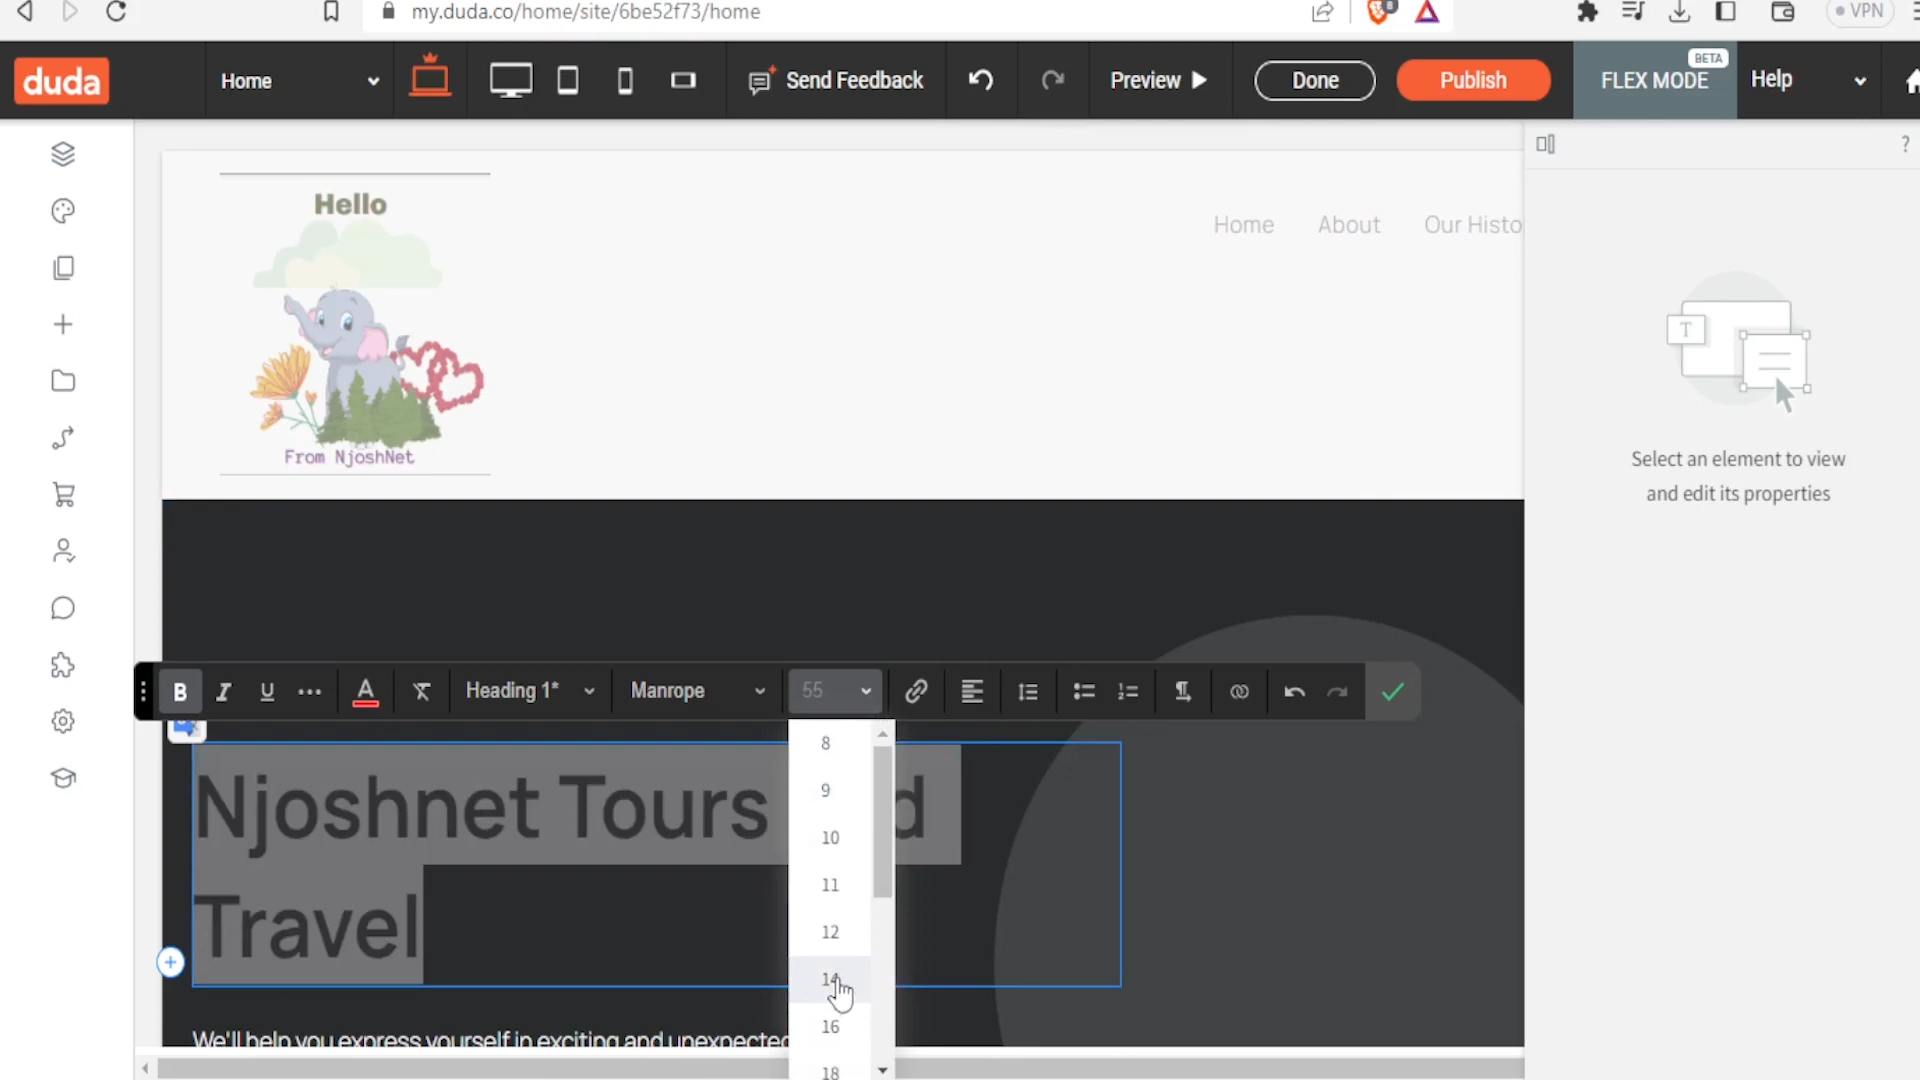 my.duda.co/home/site/6be52f73/home
VPN
duda
Home
Send Feedback
Preview
Done
Publish
FLEX MODE
BETA
Help
?
Hello
From NjoshNet
Home About Our Histo
T
Select an element to view
and edit its properties
B I U A Heading 1* Manrope 55
8
9
10
11
12
14
16
18
Njoshnet Tours d
Travel
We'll help you express yourself in exciting and unexpected